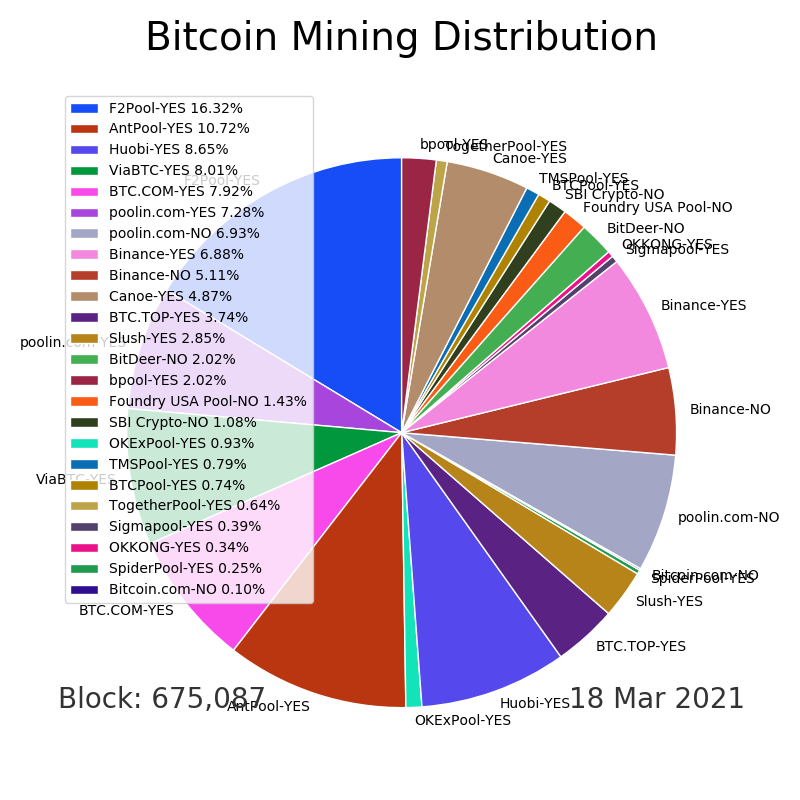 Bitcoin Mining Distribution
F2Pool-YES 16.32%
AntPool-YES 10.72%
Huobi-YES 8.65%
ViaBTC-YES 8.01%
BTC.COM-YES 7.92%
poolin.com-YES 7.28%
poolin.com-NO 6.93%
Binance-YES 6.88%
Binance-NO 5.11%
Canoe-YES 4.87%
BTC.TOP-YES 3.74%
Slush-YES 2.85%
BitDeer-NO 2.02%
bpool-YES 2.02%
Foundry USA Pool-NO 1.43%
SBI Crypto-NO 1.08%
OKExPool-YES 0.93%
TMSPool-YES 0.79%
BTCPool-YES 0.74%
TogetherPool-YES 0.64%
Sigmapool-YES 0.39%
OKKONG-YES 0.34%
SpiderPool-YES 0.25%
Bitcoin.com-NO 0.10%
bpool-YES
TogetherPool-YES
Canoe-YES
TMSPool-YES
BTCPool-YES
SBI Crypto-NO
Foundry USA Pool-NO
BitDeer-NO
OKKONG-YES
Sigmapool-YES
Binance-YES
Binance-NO
poolin.com-NO
Bitcoin.com-NO
SpiderPool-YES
Slush-YES
BTC.TOP-YES
Huobi-YES
OKExPool-YES
AntPool-YES
BTC.COM-YES
ViaBTC-YES
poolin.com-YES
F2Pool-YES
Block: 675,087
18 Mar 2021